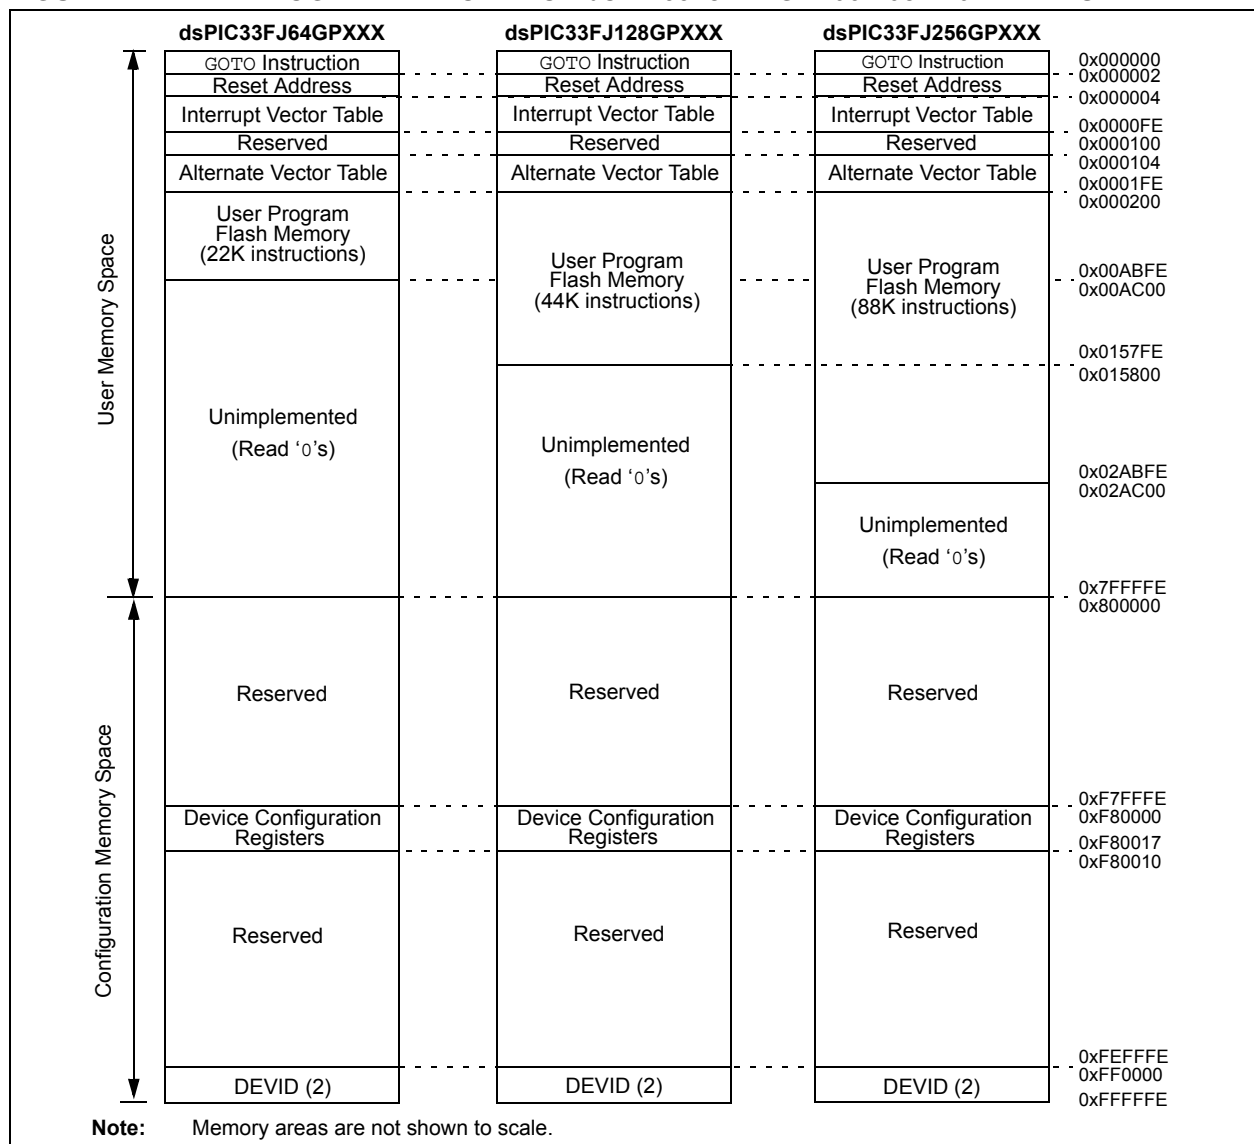 dsPIC33FJ64GPXXX
dsPIC33FJ128GPXXX
dsPIC33FJ256GPXXX
GOTO Instruction
GOTO Instruction
GOTO Instruction
0x000000
0x000002
Reset Address
Reset Address
Reset Address
0x000004
Interrupt Vector Table
Interrupt Vector Table
Interrupt Vector Table
0x0000FE
Reserved
Reserved
Reserved
0x000100
0x000104
Alternate Vector Table
Alternate Vector Table
Alternate Vector Table
0x0001FE
0x000200
User Program
Flash Memory
(22K instructions)
User Program
Flash Memory
(44K instructions)
User Program
Flash Memory
(88K instructions)
0x00ABFE
0x00AC00
0x0157FE
0x015800
User Memory Space
Unimplemented
(Read ‘0’s)
Unimplemented
(Read ‘0’s)
0x02ABFE
0x02AC00
Unimplemented
(Read ‘0’s)
0x7FFFFE
0x800000
Reserved
Reserved
Reserved
Configuration Memory Space
0xF7FFFE
0xF80000
Device Configuration
Registers
Device Configuration
Registers
Device Configuration
Registers
0xF80017
0xF80010
Reserved
Reserved
Reserved
0xFEFFFE
0xFF0000
DEVID (2)
DEVID (2)
DEVID (2)
0xFFFFFE
Note: Memory areas are not shown to scale.